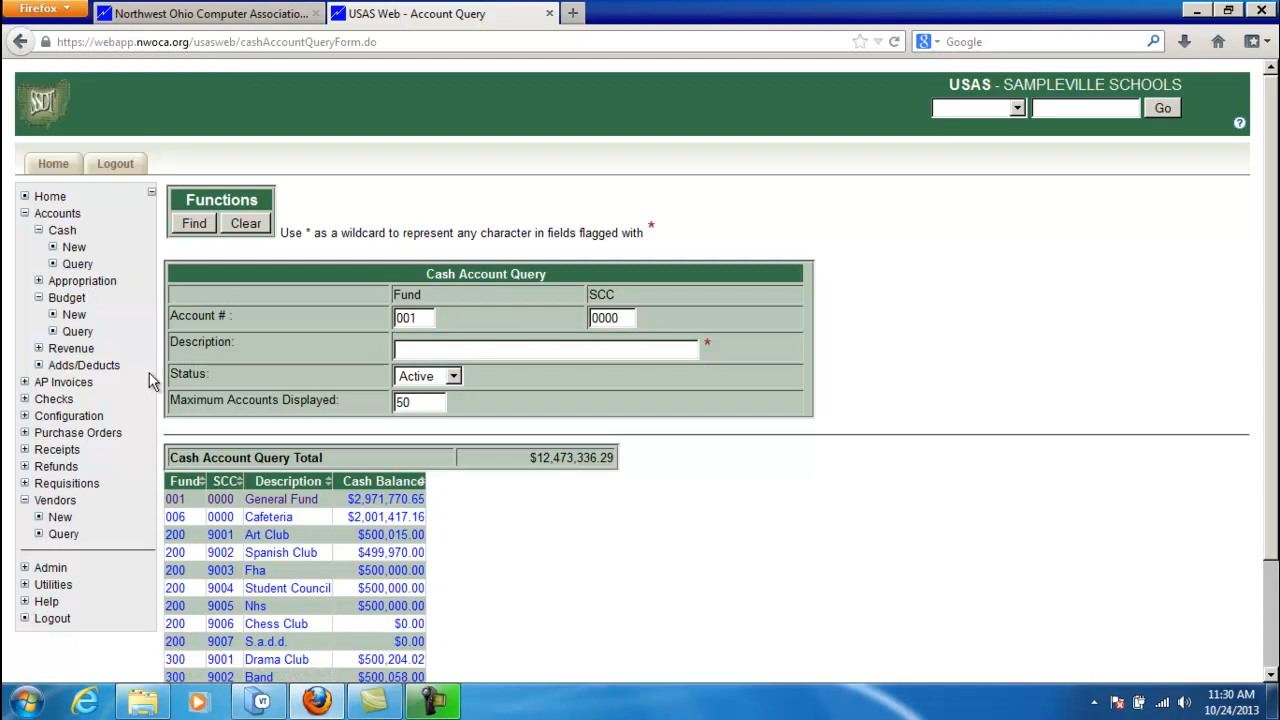 Firefox
Northwest Ohio Computer Associatio...
USAS Web - Account Query
https://webapp.nwoca.org/usasweb/cashAccountQueryForm.do
Google
SSDT
USAS - SAMPLEVILLE SCHOOLS
Go
Home
Logout
Home
Accounts
Cash
New
Query
Appropriation
Budget
New
Query
Revenue
Adds/Deducts
AP Invoices
Checks
Configuration
Purchase Orders
Receipts
Refunds
Requisitions
Vendors
New
Query
Admin
Utilities
Help
Logout
Functions
Find Clear
Use * as a wildcard to represent any character in fields flagged with *
Cash Account Query
Fund SCC
Account # : 001 0000
Description: *
Status: Active
Maximum Accounts Displayed: 50
Cash Account Query Total $12,473,336.29
Fund SCC Description Cash Balance
001 0000 General Fund $2,971,770.65
006 0000 Cafeteria $2,001,417.16
200 9001 Art Club $500,015.00
200 9002 Spanish Club $499,970.00
200 9003 Fha $500,000.00
200 9004 Student Council $500,000.00
200 9005 Nhs $500,000.00
200 9006 Chess Club $0.00
200 9007 S.a.d.d. $0.00
300 9001 Drama Club $500,204.02
300 9002 Band $500,058.00
11:30 AM
10/24/2013